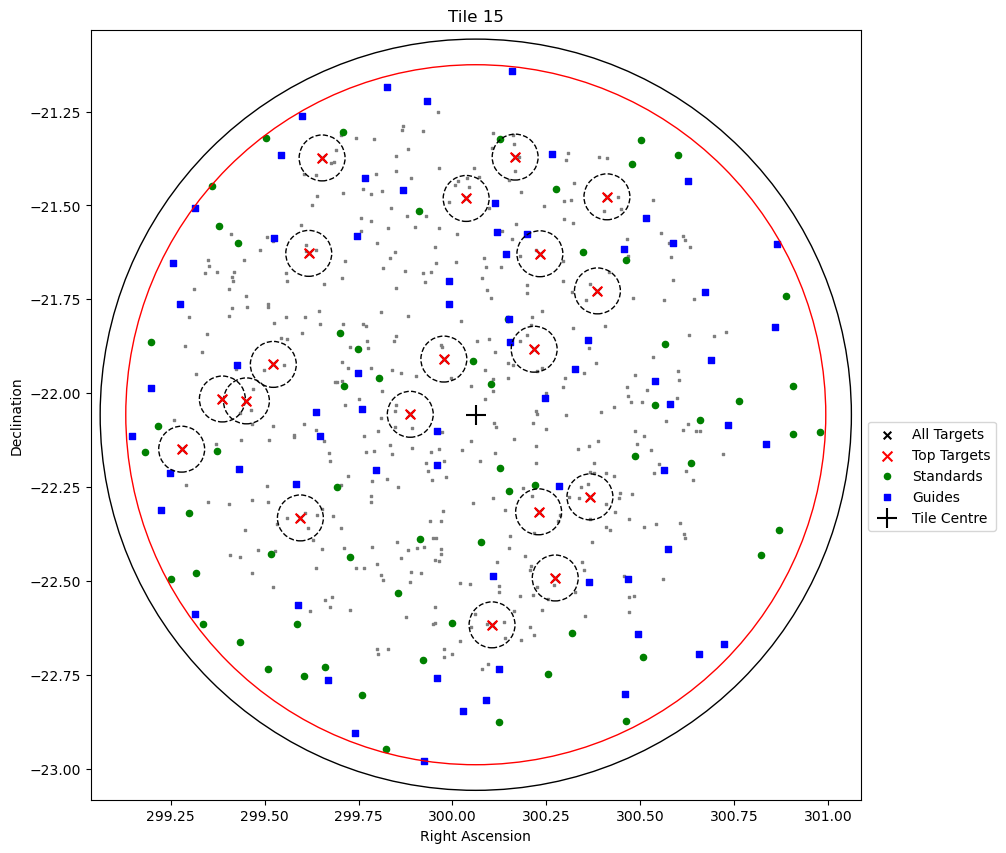 Tile 15
Declination
−21.25
−21.50
−21.75
−22.00
−22.25
−22.50
−22.75
−23.00
299.25 299.50 299.75 300.00 300.25 300.50 300.75 301.00
Right Ascension
All Targets
Top Targets
Standards
Guides
Tile Centre